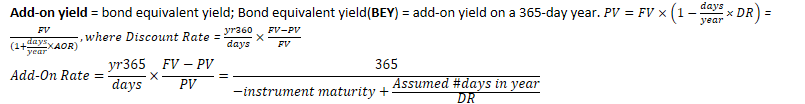 Add-on yield = bond equivalent yield; Bond equivalent yield(BEY) = add-on yield on a 365-day year. PV = FV × (1 − days/year × DR) =
FV/(1+days/year×AOR), where Discount Rate = yr360/days × FV−PV/FV
Add-On Rate = yr365/days × FV − PV/PV = 365/−instrument maturity + Assumed #days in year/DR